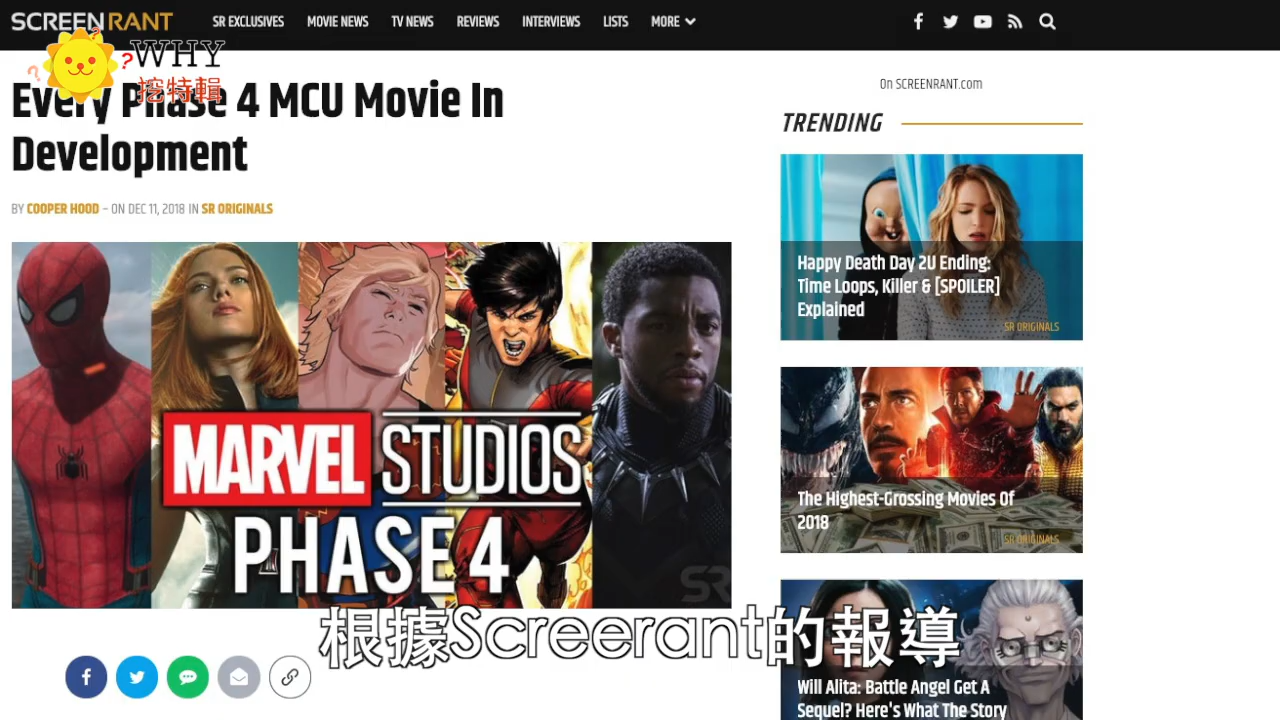 SCREENRANT
SR EXCLUSIVES
MOVIE NEWS
TV NEWS
REVIEWS
INTERVIEWS
LISTS
MORE
? WHY
? ?
挖特輯
Every Phase 4 MCU Movie In
Development
BY COOPER HOOD – ON DEC 11, 2018 IN SR ORIGINALS
MARVEL STUDIOS
PHASE 4
SR
On SCREENRANT.com
TRENDING
Happy Death Day 2U Ending:
Time Loops, Killer & [SPOILER]
Explained
SR ORIGINALS
The Highest-Grossing Movies Of
2018
SR ORIGINALS
Will Alita: Battle Angel Get A
Sequel? Here's What The Story
根據Screerant的報導